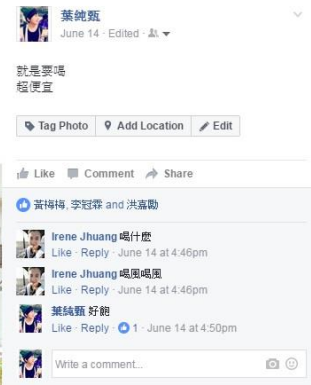 葉純甄
June 14 · Edited ·
就是要喝
超便宜
Tag Photo
Add Location
Edit
Like
Comment
Share
黃梅梅, 李冠霖 and 洪嘉勵
Irene Jhuang 喝什麼
Like · Reply · June 14 at 4:46pm
Irene Jhuang 喝風喝風
Like · Reply · June 14 at 4:46pm
葉純甄 好飽
Like · Reply · 1 · June 14 at 4:50pm
Write a comment...